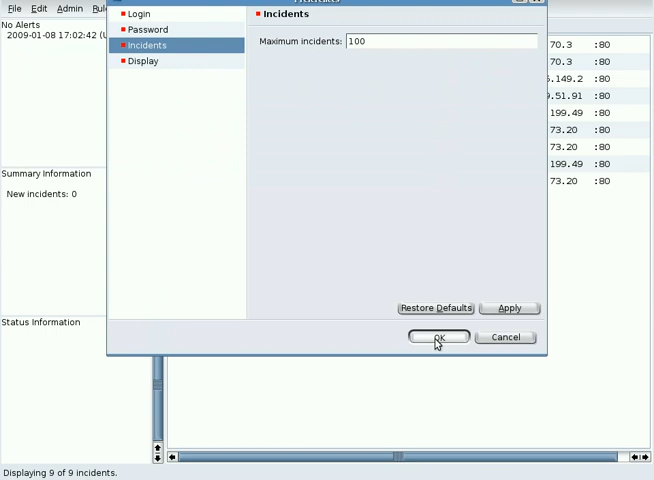 File Edit Admin Rul
No Alerts
2009-01-08 17:02:42 (U
Summary Information
New incidents: 0
Status Information
Login
Password
Incidents
Display
Incidents
Maximum incidents: 100
Restore Defaults Apply
OK Cancel
70.3 :80
70.3 :80
.149.2 :80
.51.91 :80
199.49 :80
73.20 :80
73.20 :80
199.49 :80
73.20 :80
Displaying 9 of 9 incidents.